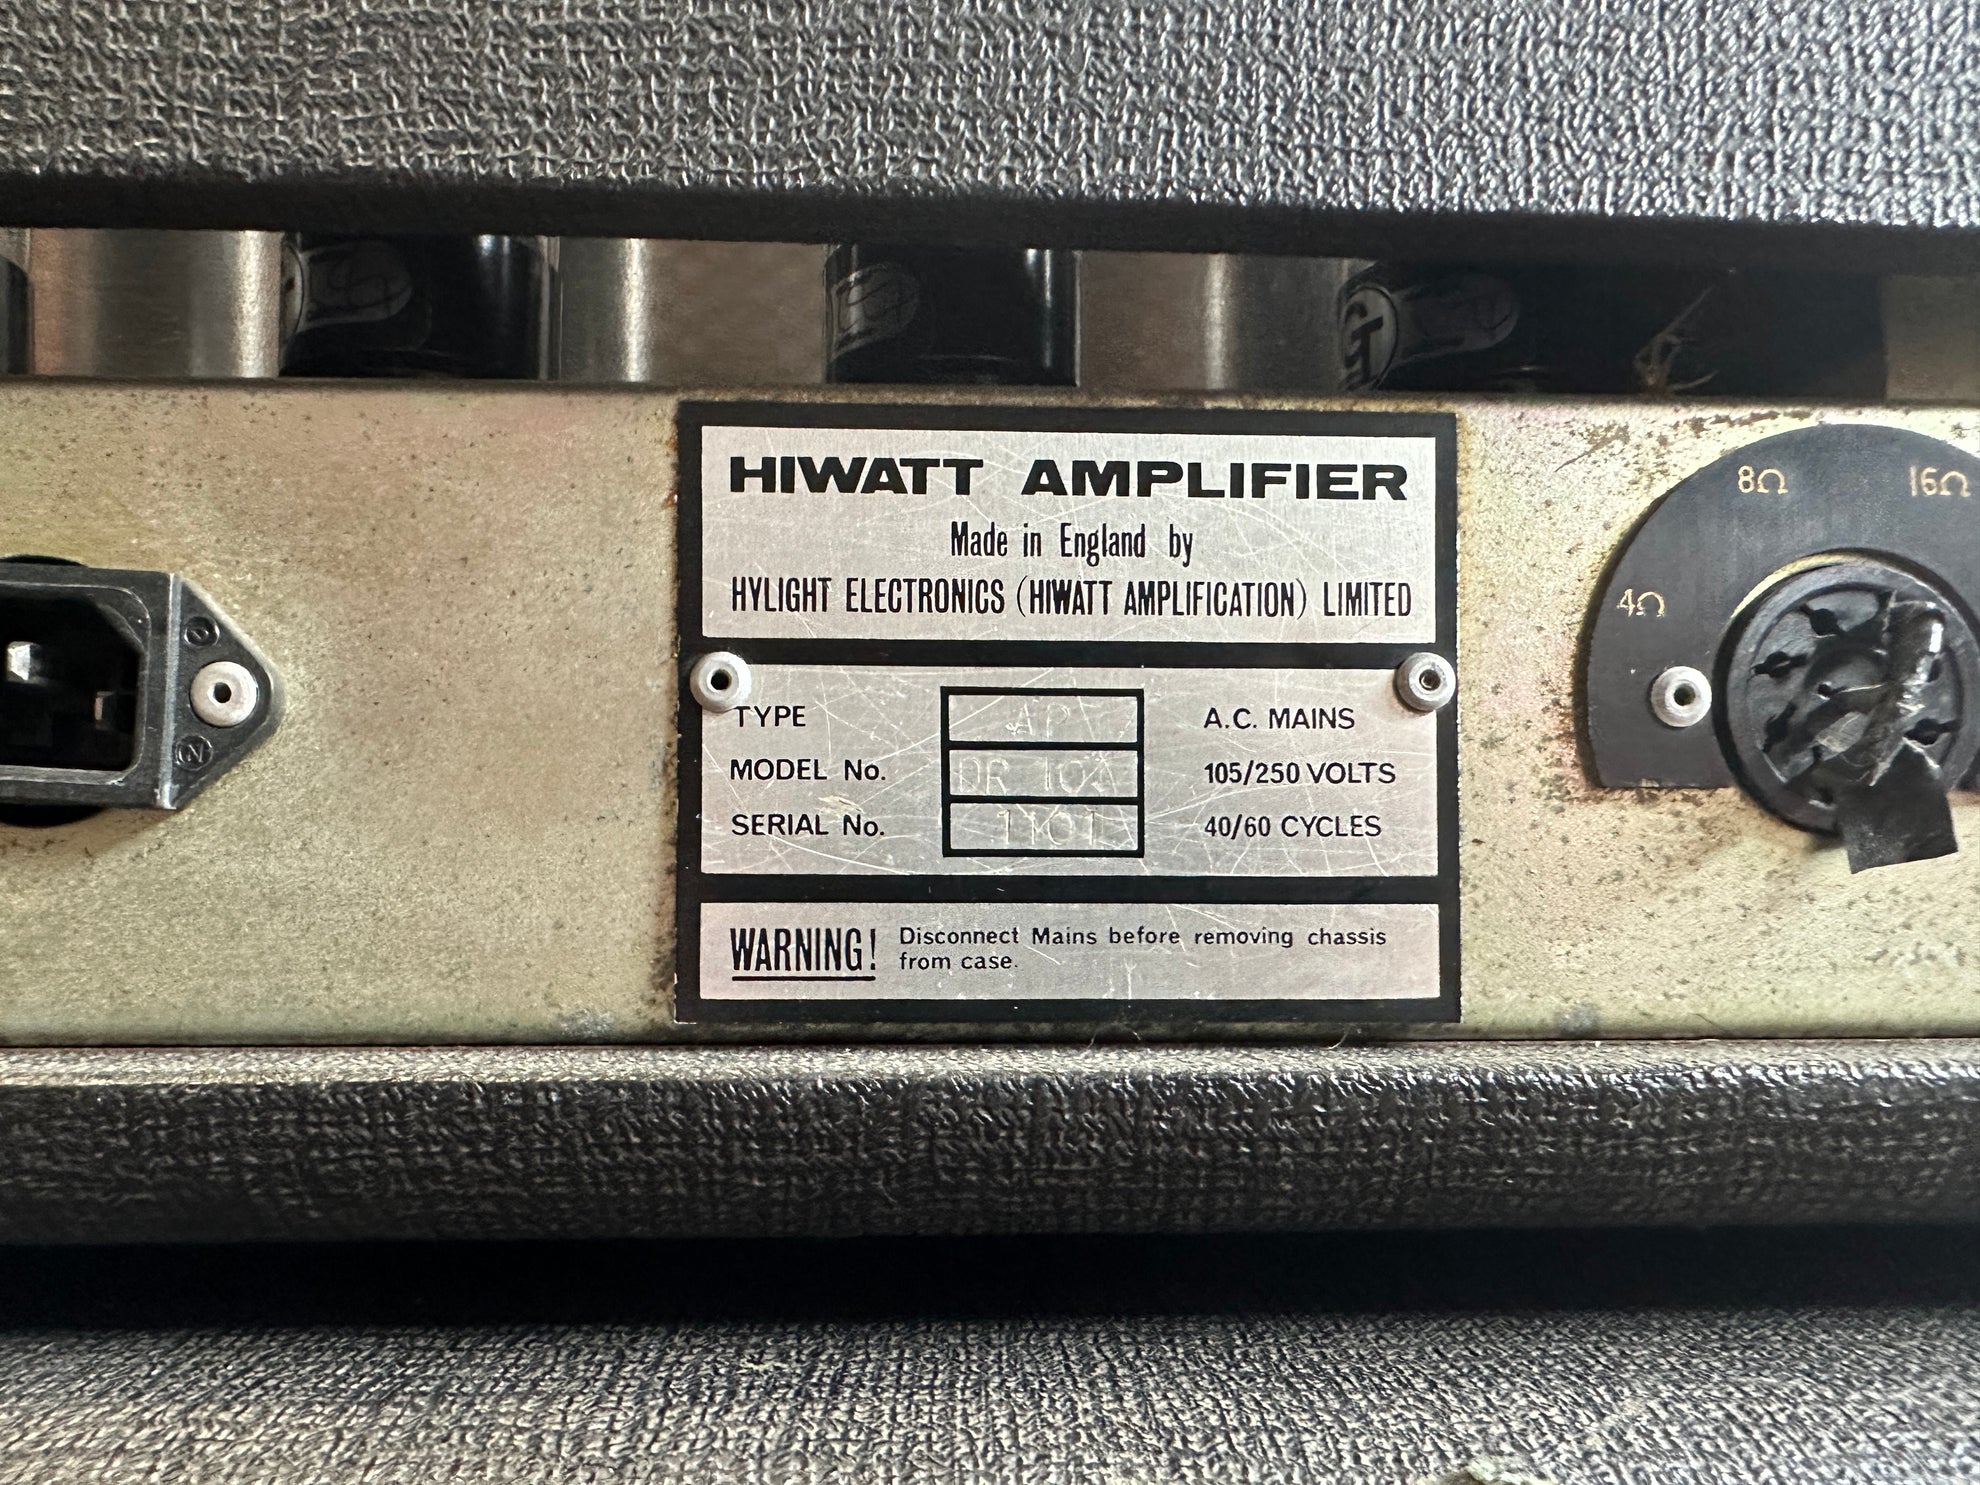 HIWATT AMPLIFIER
Made in England by
HYLIGHT ELECTRONICS (HIWATT AMPLIFICATION) LIMITED
TYPE AP A.C. MAINS
MODEL No. DR 103 105/250 VOLTS
SERIAL No. 1101 40/60 CYCLES
WARNING! Disconnect Mains before removing chassis
from case.
4Ω 8Ω 16Ω